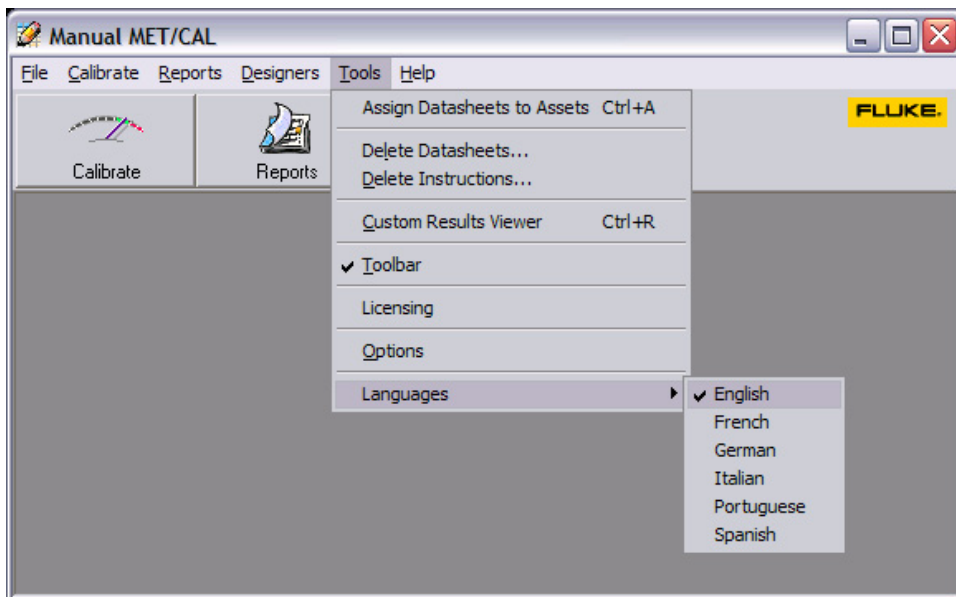 Manual MET/CAL
File Calibrate Reports Designers Tools Help
Calibrate
Reports
FLUKE.
Assign Datasheets to Assets Ctrl+A
Delete Datasheets...
Delete Instructions...
Custom Results Viewer Ctrl+R
Toolbar
Licensing
Options
Languages
English
French
German
Italian
Portuguese
Spanish